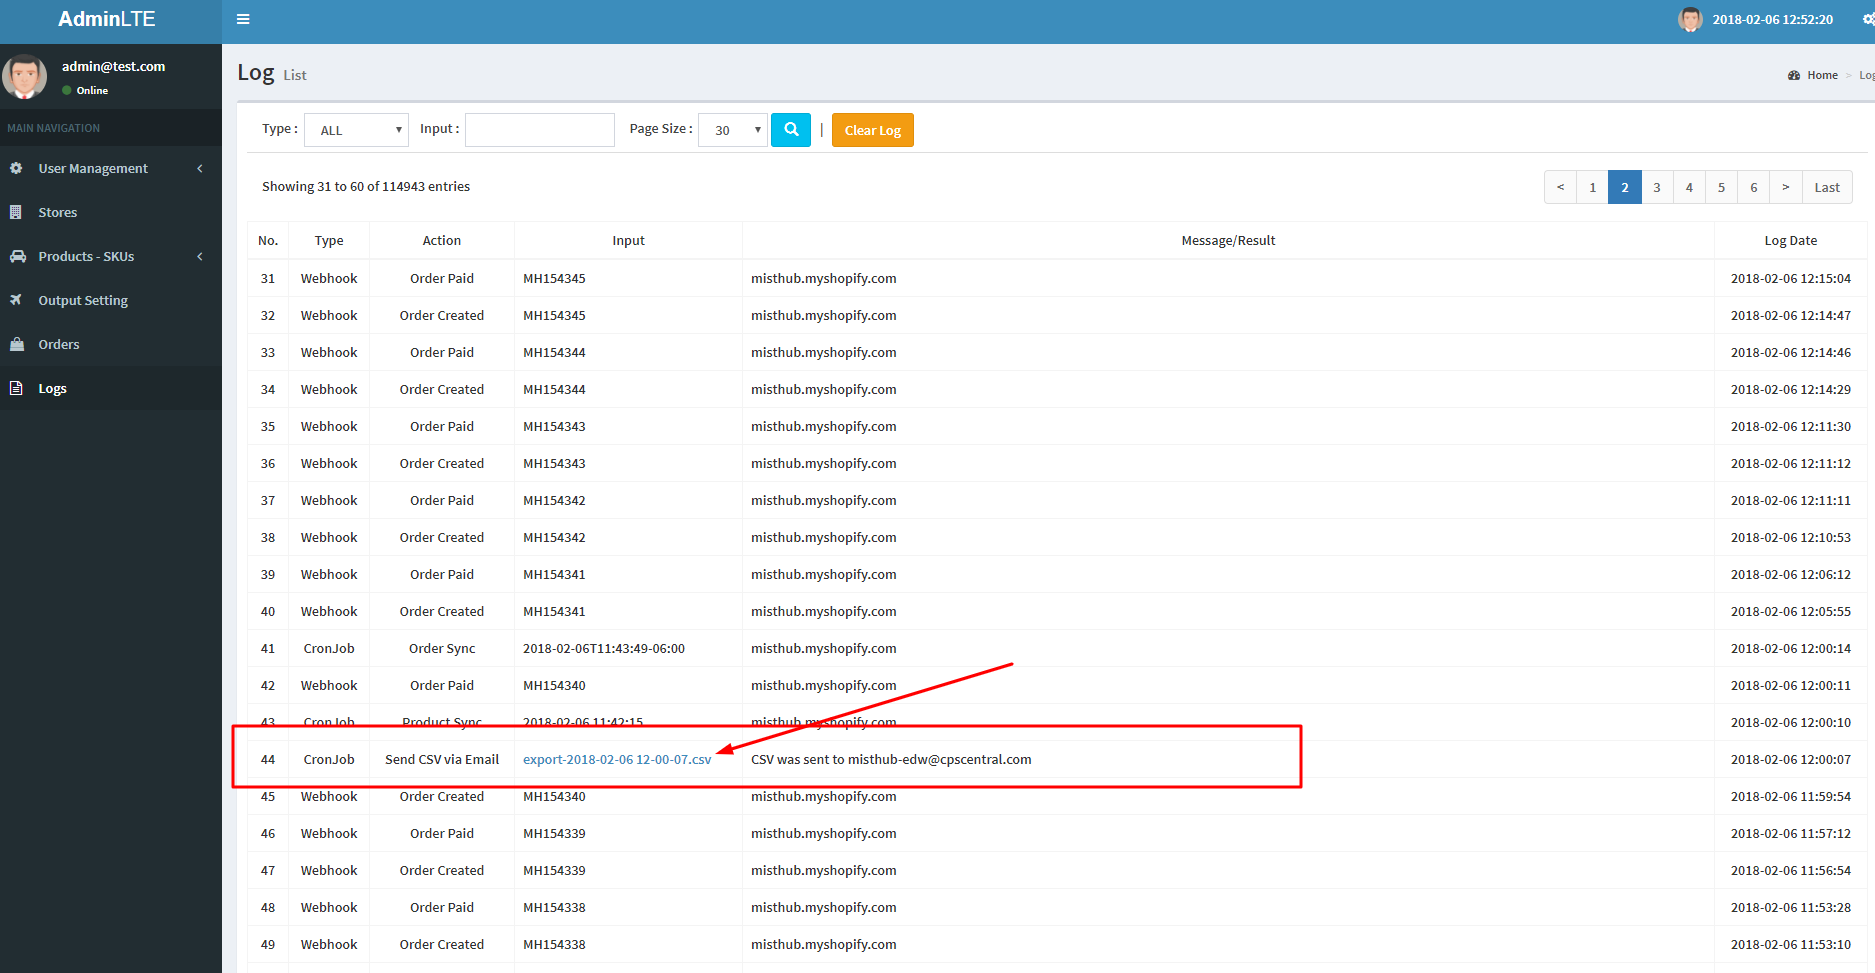 AdminLTE
2018-02-06 12:52:20
admin@test.com
Online
MAIN NAVIGATION
User Management
Stores
Products - SKUs
Output Setting
Orders
Logs
Log List
Home > Log
Type : ALL Input : Page Size : 30 | Clear Log
Showing 31 to 60 of 114943 entries
< 1 2 3 4 5 6 > Last
No. Type Action Input Message/Result Log Date
31 Webhook Order Paid MH154345 misthub.myshopify.com 2018-02-06 12:15:04
32 Webhook Order Created MH154345 misthub.myshopify.com 2018-02-06 12:14:47
33 Webhook Order Paid MH154344 misthub.myshopify.com 2018-02-06 12:14:46
34 Webhook Order Created MH154344 misthub.myshopify.com 2018-02-06 12:14:29
35 Webhook Order Paid MH154343 misthub.myshopify.com 2018-02-06 12:11:30
36 Webhook Order Created MH154343 misthub.myshopify.com 2018-02-06 12:11:12
37 Webhook Order Paid MH154342 misthub.myshopify.com 2018-02-06 12:11:11
38 Webhook Order Created MH154342 misthub.myshopify.com 2018-02-06 12:10:53
39 Webhook Order Paid MH154341 misthub.myshopify.com 2018-02-06 12:06:12
40 Webhook Order Created MH154341 misthub.myshopify.com 2018-02-06 12:05:55
41 CronJob Order Sync 2018-02-06T11:43:49-06:00 misthub.myshopify.com 2018-02-06 12:00:14
42 Webhook Order Paid MH154340 misthub.myshopify.com 2018-02-06 12:00:11
43 CronJob Product Sync 2018-02-06 11:42:15 misthub.myshopify.com 2018-02-06 12:00:10
44 CronJob Send CSV via Email export-2018-02-06 12-00-07.csv CSV was sent to misthub-edw@cpscentral.com 2018-02-06 12:00:07
45 Webhook Order Created MH154340 misthub.myshopify.com 2018-02-06 11:59:54
46 Webhook Order Paid MH154339 misthub.myshopify.com 2018-02-06 11:57:12
47 Webhook Order Created MH154339 misthub.myshopify.com 2018-02-06 11:56:54
48 Webhook Order Paid MH154338 misthub.myshopify.com 2018-02-06 11:53:28
49 Webhook Order Created MH154338 misthub.myshopify.com 2018-02-06 11:53:10